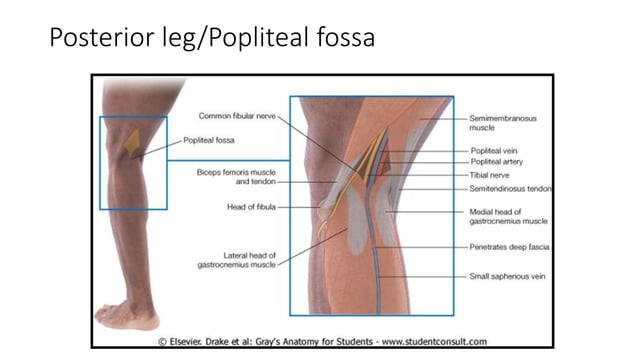 Posterior leg/Popliteal fossa
Common fibular nerve
Popliteal fossa
Biceps femoris muscle
and tendon
Head of fibula
Lateral head of
gastrocnemius muscle
Semimembranosus
muscle
Popliteal vein
Popliteal artery
Tibial nerve
Semitendinosus tendon
Medial head of
gastrocnemius muscle
Penetrates deep fascia
Small saphenous vein
© Elsevier. Drake et al: Gray's Anatomy for Students - www.studentconsult.com